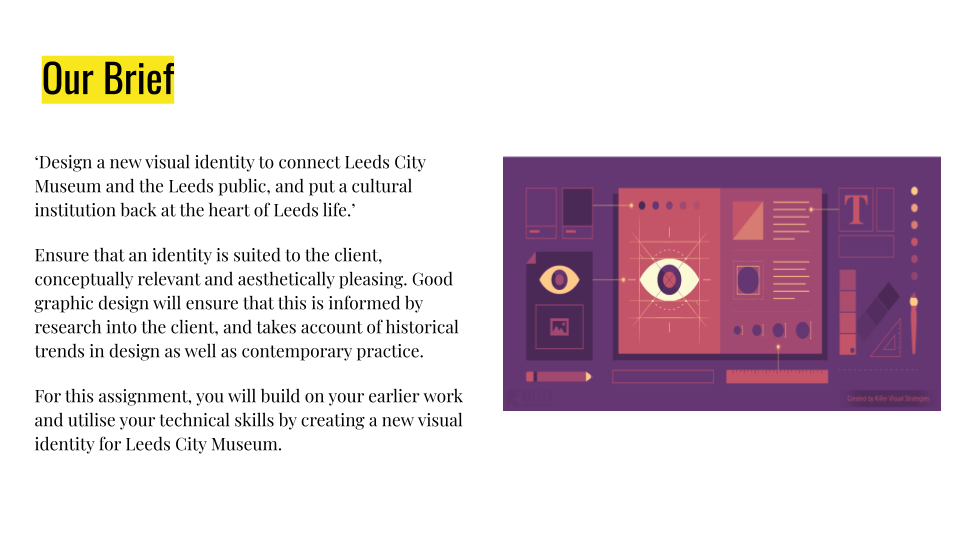 Our Brief
‘Design a new visual identity to connect Leeds City
Museum and the Leeds public, and put a cultural
institution back at the heart of Leeds life.’
Ensure that an identity is suited to the client,
conceptually relevant and aesthetically pleasing. Good
graphic design will ensure that this is informed by
research into the client, and takes account of historical
trends in design as well as contemporary practice.
For this assignment, you will build on your earlier work
and utilise your technical skills by creating a new visual
identity for Leeds City Museum.
T
Created by Killer Visual Strategies